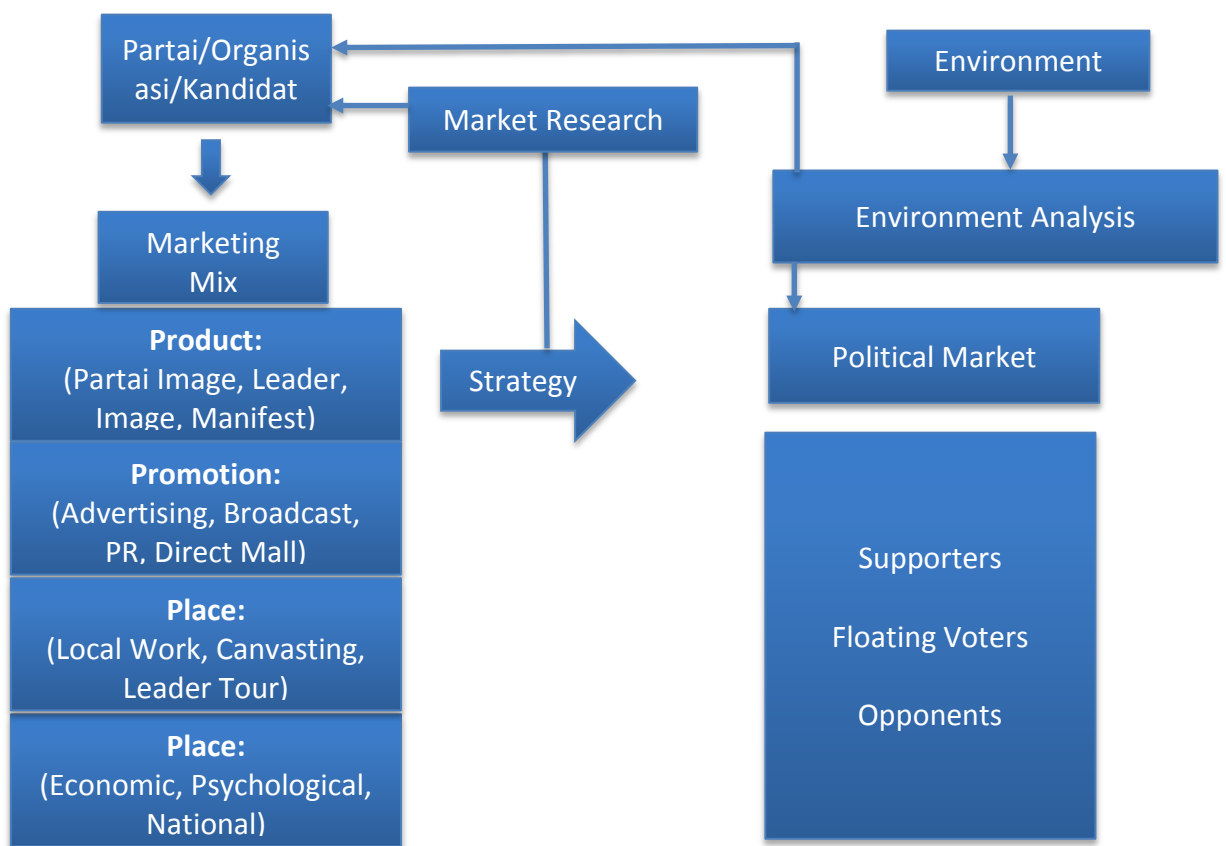 Partai/Organis
asi/Kandidat
Environment
Market Research
Environment Analysis
Marketing
Mix
Product:
(Partai Image, Leader,
Image, Manifest)
Strategy
Political Market
Promotion:
(Advertising, Broadcast,
PR, Direct Mall)
Place:
(Local Work, Canvasting,
Leader Tour)
Place:
(Economic, Psychological,
National)
Supporters
Floating Voters
Opponents